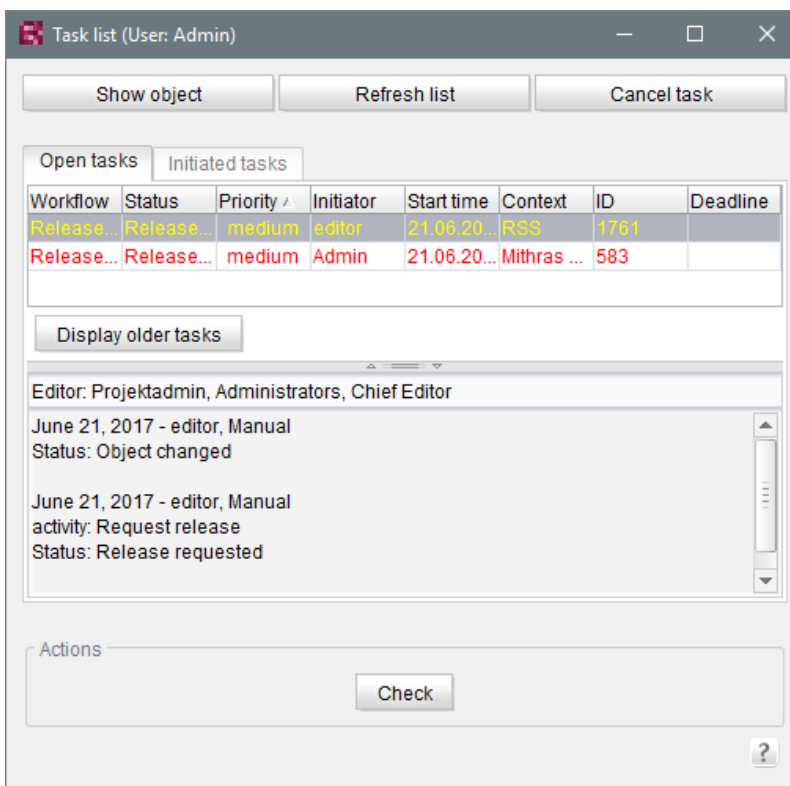 Task list (User: Admin)
Show object Refresh list Cancel task
Open tasks Initiated tasks
Workflow Status Priority Initiator Start time Context ID Deadline
Release... Release... medium editor 21.06.20... RSS 1761
Release... Release... medium Admin 21.06.20... Mithras ... 583
Display older tasks
Editor: Projektadmin, Administrators, Chief Editor
June 21, 2017 - editor, Manual
Status: Object changed
June 21, 2017 - editor, Manual
activity: Request release
Status: Release requested
Actions
Check
?